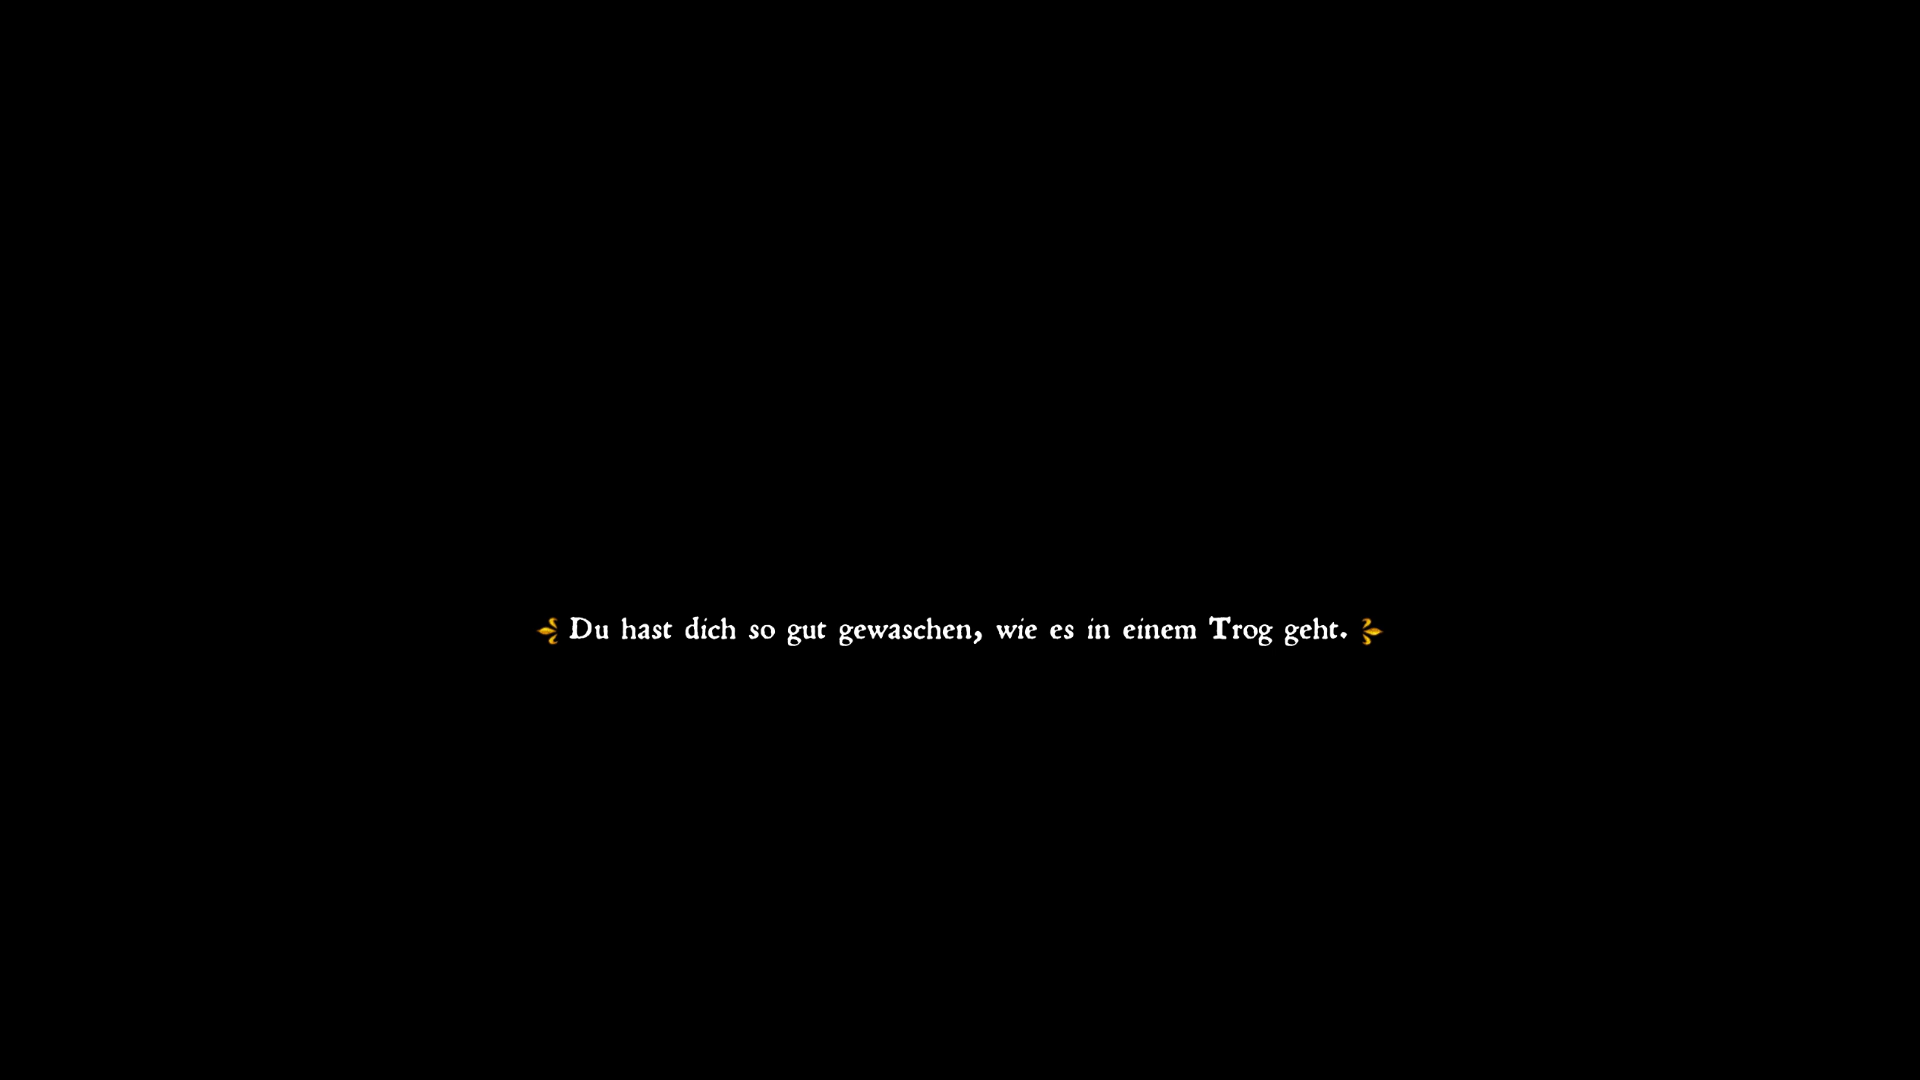 Du hast dich so gut gewaschen, wie es in einem Trog geht.